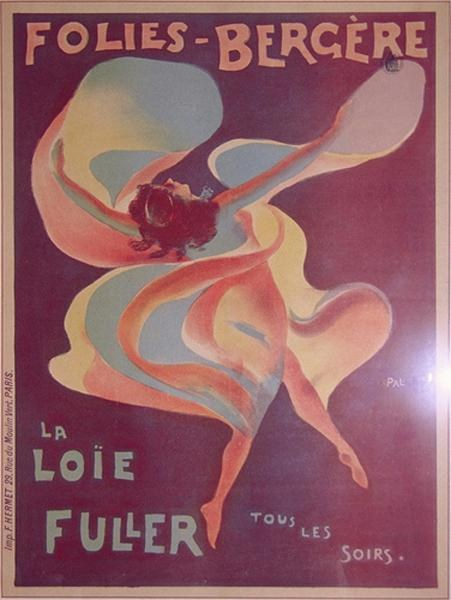 FOLIES-BERGÈRE
PAL
LA
LOÏE
FULLER
TOUS LES
SOIRS.
Imp. F. HERMET. 29, Rue du Moulin Vert. PARIS.